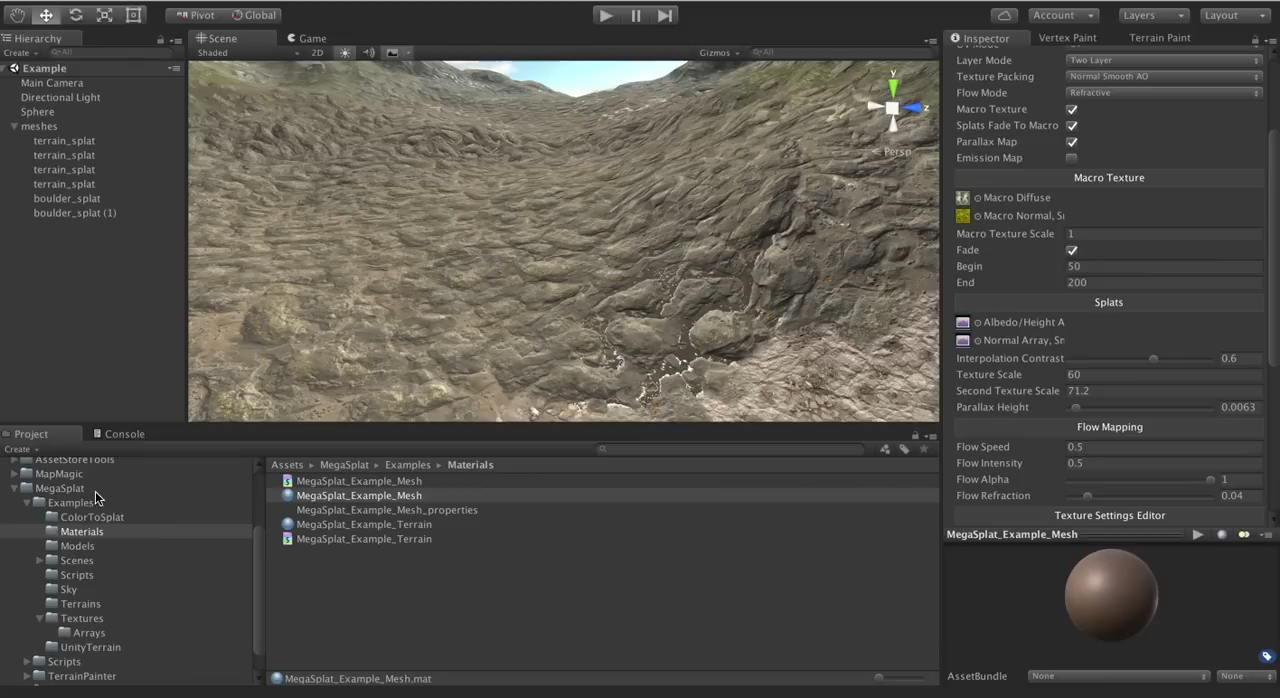 Pivot Global Account Layers Layout
Hierarchy Scene Game Inspector Vertex Paint Terrain Paint
Create All Shaded 2D Gizmos All
Example
Main Camera
Directional Light
Sphere
meshes
terrain_splat
terrain_splat
terrain_splat
terrain_splat
boulder_splat
boulder_splat (1)
y
z
Persp
Layer Mode Two Layer
Texture Packing Normal Smooth AO
Flow Mode Refractive
Macro Texture
Splats Fade To Macro
Parallax Map
Emission Map
Macro Texture
Macro Diffuse
Macro Normal, Si
Macro Texture Scale 1
Fade
Begin 50
End 200
Splats
Albedo/Height A
Normal Array, Sr
Interpolation Contrast 0.6
Texture Scale 60
Second Texture Scale 71.2
Parallax Height 0.0063
Flow Mapping
Flow Speed 0.5
Flow Intensity 0.5
Flow Alpha 1
Flow Refraction 0.04
Texture Settings Editor
MegaSplat_Example_Mesh
AssetBundle None None
Project Console
Create
AssetStoreTools
MapMagic
MegaSplat
Examples
ColorToSplat
Materials
Models
Scenes
Scripts
Sky
Terrains
Textures
Arrays
UnityTerrain
Scripts
TerrainPainter
Assets MegaSplat Examples Materials
MegaSplat_Example_Mesh
MegaSplat_Example_Mesh
MegaSplat_Example_Mesh_properties
MegaSplat_Example_Terrain
MegaSplat_Example_Terrain
MegaSplat_Example_Mesh.mat